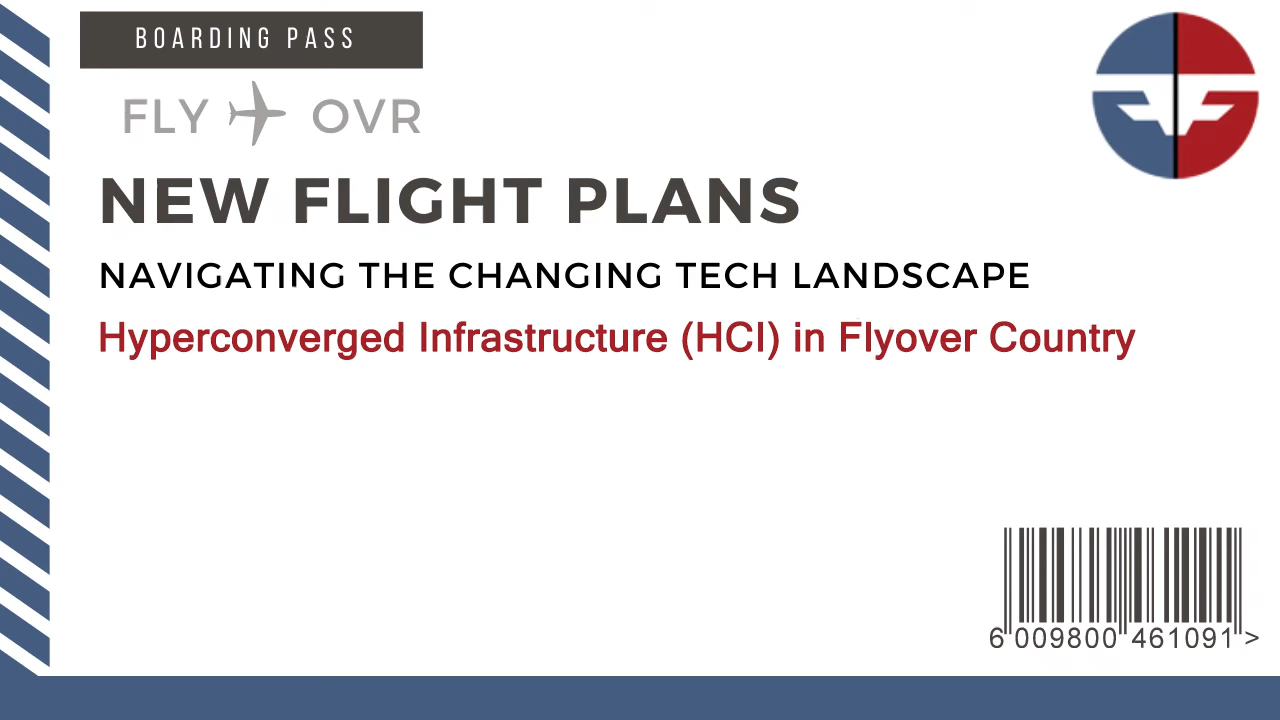 BOARDING PASS
FLY OVR
NEW FLIGHT PLANS
NAVIGATING THE CHANGING TECH LANDSCAPE
Hyperconverged Infrastructure (HCI) in Flyover Country
6 009800 461091 >